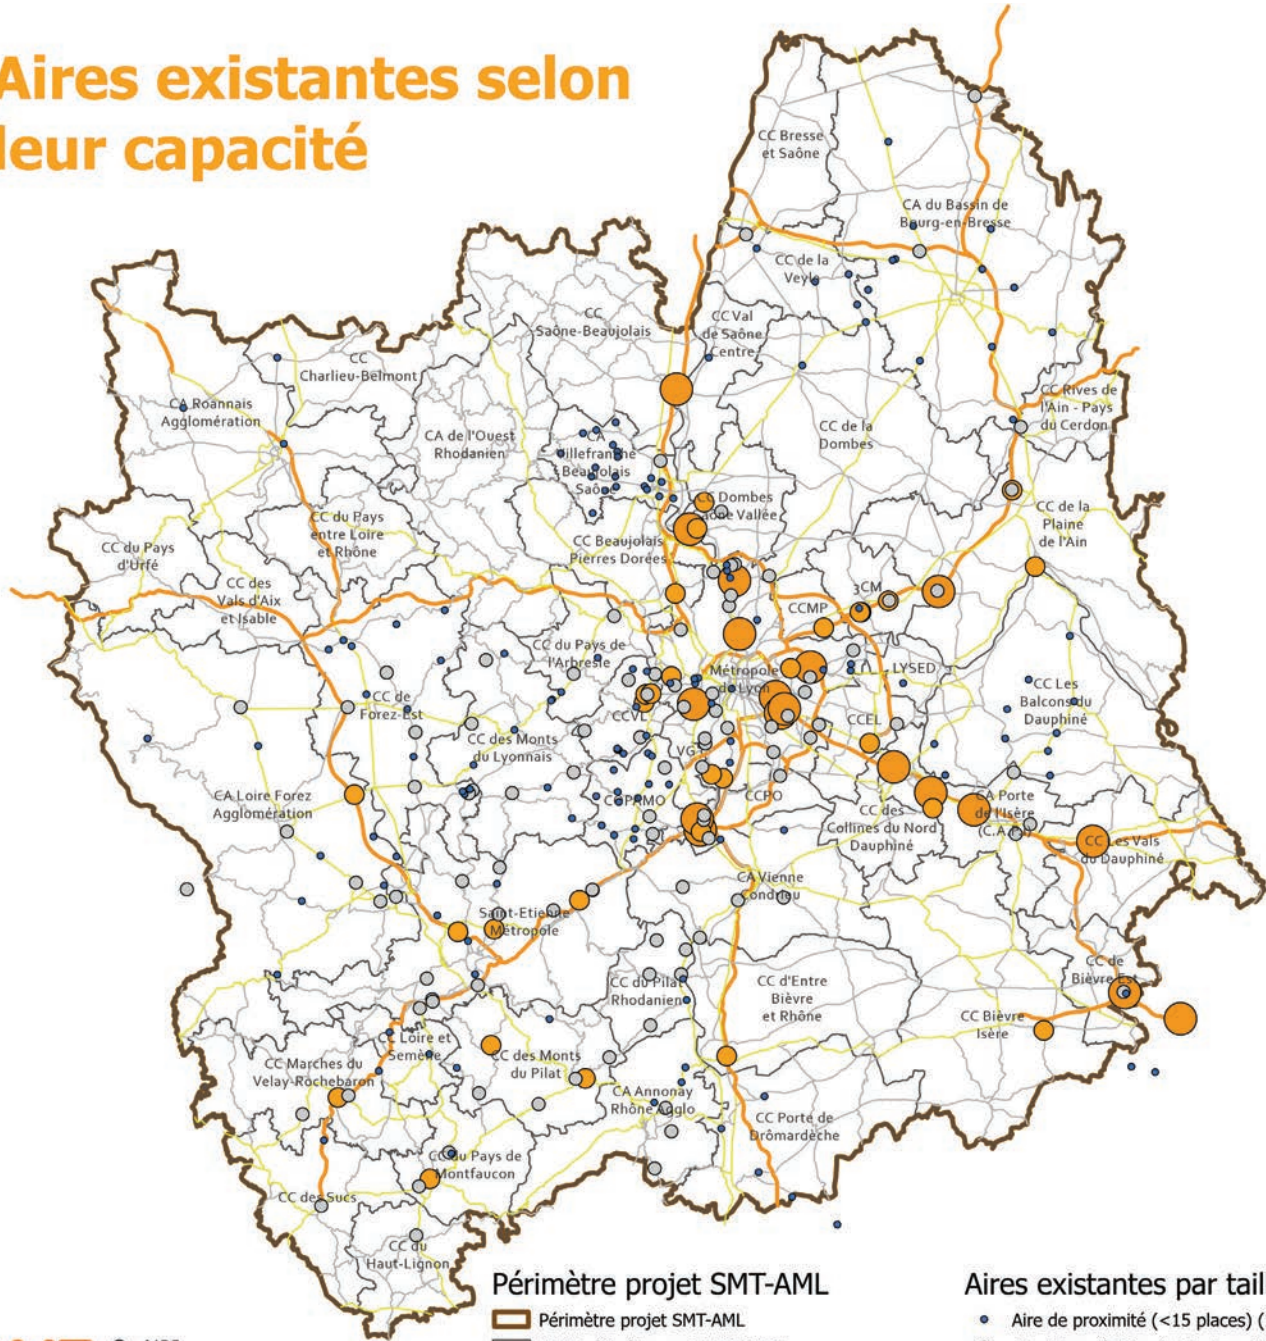 Aires existantes selon
leur capacité
CC Bresse
et Saône
CA du Bassin de
Bourg-en-Bresse
CC de la
Veyle
CC
Saône-Beaujolais
CC Val
de Saône
Centre
CC
Charlieu-Belmont
CA Roannais
Agglomération
CA de l'Ouest
Rhodanien
CA
Villefranche
Beaujolais
Saône
CC de la
Dombes
CC Rives de
l'Ain - Pays
du Cerdon
CC Dombes
Saône Vallée
CC du Pays
entre Loire
et Rhône
CC de la
Plaine
de l'Ain
CC du Pays
d'Urfé
CC Beaujolais
Pierres Dorées
CC des
Vals d'Aix
et Isable
3CM
CCMP
CC du Pays de
l'Arbresle
Métropole
de Lyon
LYSED
CC de
Forez-Est
CCVL
CC Les
Balcons du
Dauphiné
CCEL
CC des Monts
du Lyonnais
CA Loire Forez
Agglomération
COPAMO
CCPO
CC des
Collines du Nord
Dauphiné
CA Porte
de l'Isère
(C.A.P.I)
CC Les Vals
du Dauphiné
CA Vienne
Condrieu
Saint-Etienne
Métropole
CC de
Bièvre Est
CC du Pilat
Rhodanien
CC d'Entre
Bièvre
et Rhône
CC Bièvre
Isère
CC Loire et
Semène
CC des Monts
du Pilat
CC Marches du
Velay-Rochebaron
CA Annonay
Rhône Agglo
CC Porte de
Drômardèche
CC du Pays de
Montfaucon
CC des Sucs
CC du
Haut-Lignon
Périmètre projet SMT-AML
Périmètre projet SMT-AML
Aires existantes par tail
Aire de proximité (<15 places) (